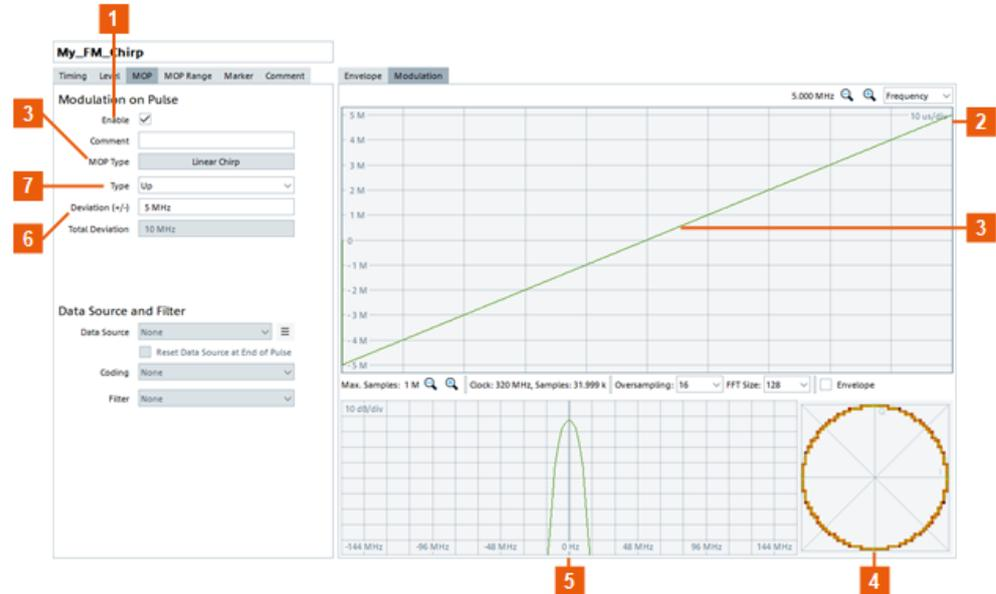 1
My_FM_Chirp
Timing Level MOP MOP Range Marker Comment
Envelope Modulation
Modulation on Pulse
5.000 MHz Frequency
3
Enable
5 M 10 us/div
2
Comment
4 M
MOP Type Linear Chirp
3 M
7
Type Up
2 M
Deviation (+/-) 5 MHz
1 M
6
Total Deviation 10 MHz
3
0
-1 M
-2 M
-3 M
-4 M
-5 M
Data Source and Filter
Data Source None
Reset Data Source at End of Pulse
Coding None
Filter None
Max. Samples: 1 M Clock: 320 MHz, Samples: 31.999 k Oversampling: 16 FFT Size: 128 Envelope
10 dB/div
-144 MHz -96 MHz -48 MHz 0 Hz 48 MHz 96 MHz 144 MHz
5
4